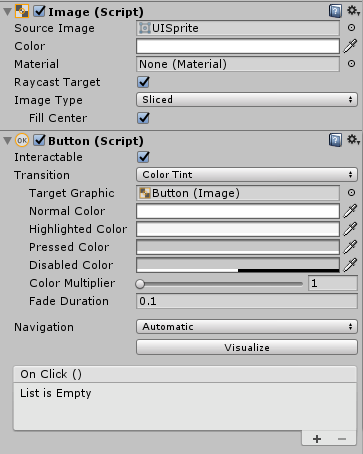 Image (Script)
Source Image UISprite
Color
Material None (Material)
Raycast Target
Image Type Sliced
Fill Center
OK Button (Script)
Interactable
Transition Color Tint
Target Graphic Button (Image)
Normal Color
Highlighted Color
Pressed Color
Disabled Color
Color Multiplier 1
Fade Duration 0.1
Navigation Automatic
Visualize
On Click ()
List is Empty
+ −